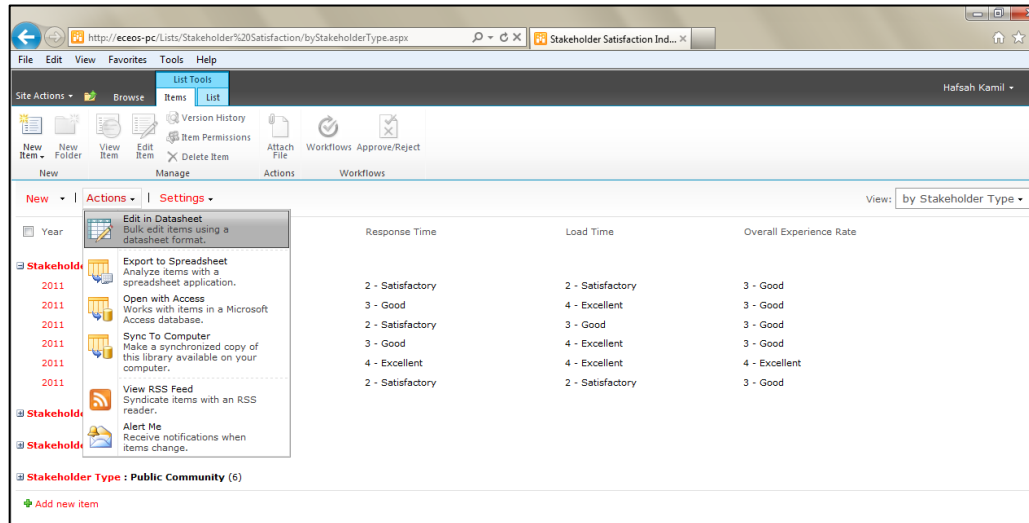 http://eceos-pc/Lists/Stakeholder%20Satisfaction/byStakeholderType.aspx
Stakeholder Satisfaction Ind...
File Edit View Favorites Tools Help
List Tools
Site Actions Browse Items List
Hafsah Kamil
New Item
New Folder
View Item
Edit Item
Version History
Item Permissions
Delete Item
Attach File
Workflows
Approve/Reject
New Manage Actions Workflows
New | Actions | Settings
View: by Stakeholder Type
Edit in Datasheet
Bulk edit items using a
datasheet format.
Export to Spreadsheet
Analyze items with a
spreadsheet application.
Open with Access
Works with items in a Microsoft
Access database.
Sync To Computer
Make a synchronized copy of
this library available on your
computer.
View RSS Feed
Syndicate items with an RSS
reader.
Alert Me
Receive notifications when
items change.
Year Response Time Load Time Overall Experience Rate
Stakeholde
2011 2 - Satisfactory 2 - Satisfactory 3 - Good
2011 3 - Good 4 - Excellent 3 - Good
2011 2 - Satisfactory 3 - Good 3 - Good
2011 3 - Good 4 - Excellent 4 - Excellent
2011 4 - Excellent 4 - Excellent 4 - Excellent
2011 2 - Satisfactory 2 - Satisfactory 3 - Good
Stakeholde
Stakeholde
Stakeholder Type : Public Community (6)
Add new item